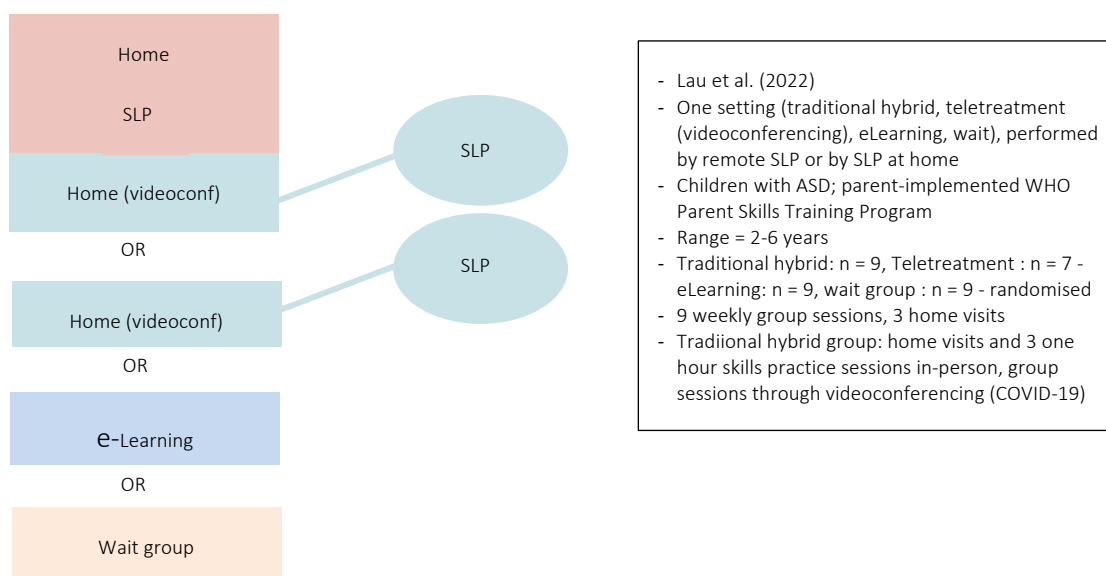 Home
SLP
Home (videoconf)
SLP
OR
Home (videoconf)
SLP
OR
e-Learning
OR
Wait group
- Lau et al. (2022)
- One setting (traditional hybrid, teletreatment
(videoconferencing), eLearning, wait), performed
by remote SLP or by SLP at home
- Children with ASD; parent-implemented WHO
Parent Skills Training Program
- Range = 2-6 years
- Traditional hybrid: n = 9, Teletreatment : n = 7 -
eLearning: n = 9, wait group : n = 9 - randomised
- 9 weekly group sessions, 3 home visits
- Tradiional hybrid group: home visits and 3 one
hour skills practice sessions in-person, group
sessions through videoconferencing (COVID-19)